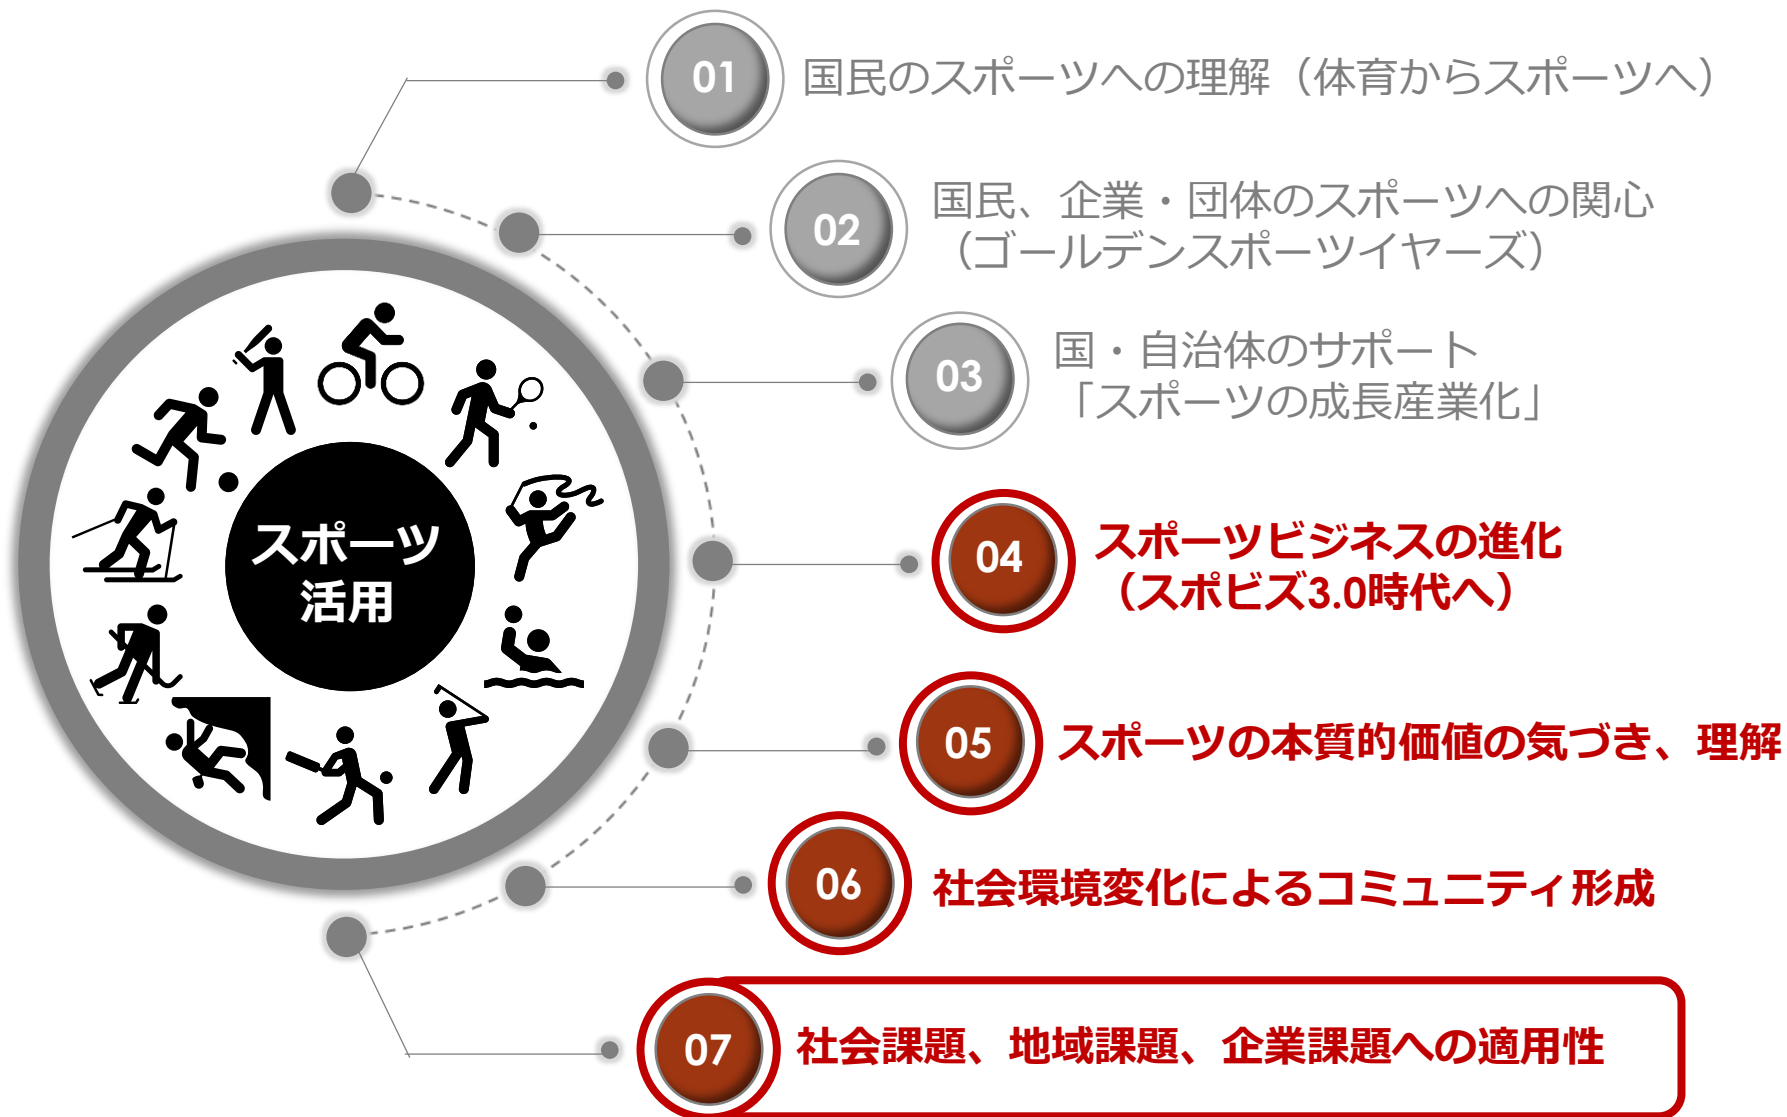 01
国民のスポーツへの理解（体育からスポーツへ）
02
国民、企業・団体のスポーツへの関心
（ゴールデンスポーツイヤーズ）
03
国・自治体のサポート
「スポーツの成長産業化」
スポーツ
活用
04
スポーツビジネスの進化
（スポビズ3.0時代へ）
05
スポーツの本質的価値の気づき、理解
06
社会環境変化によるコミュニティ形成
07
社会課題、地域課題、企業課題への適用性